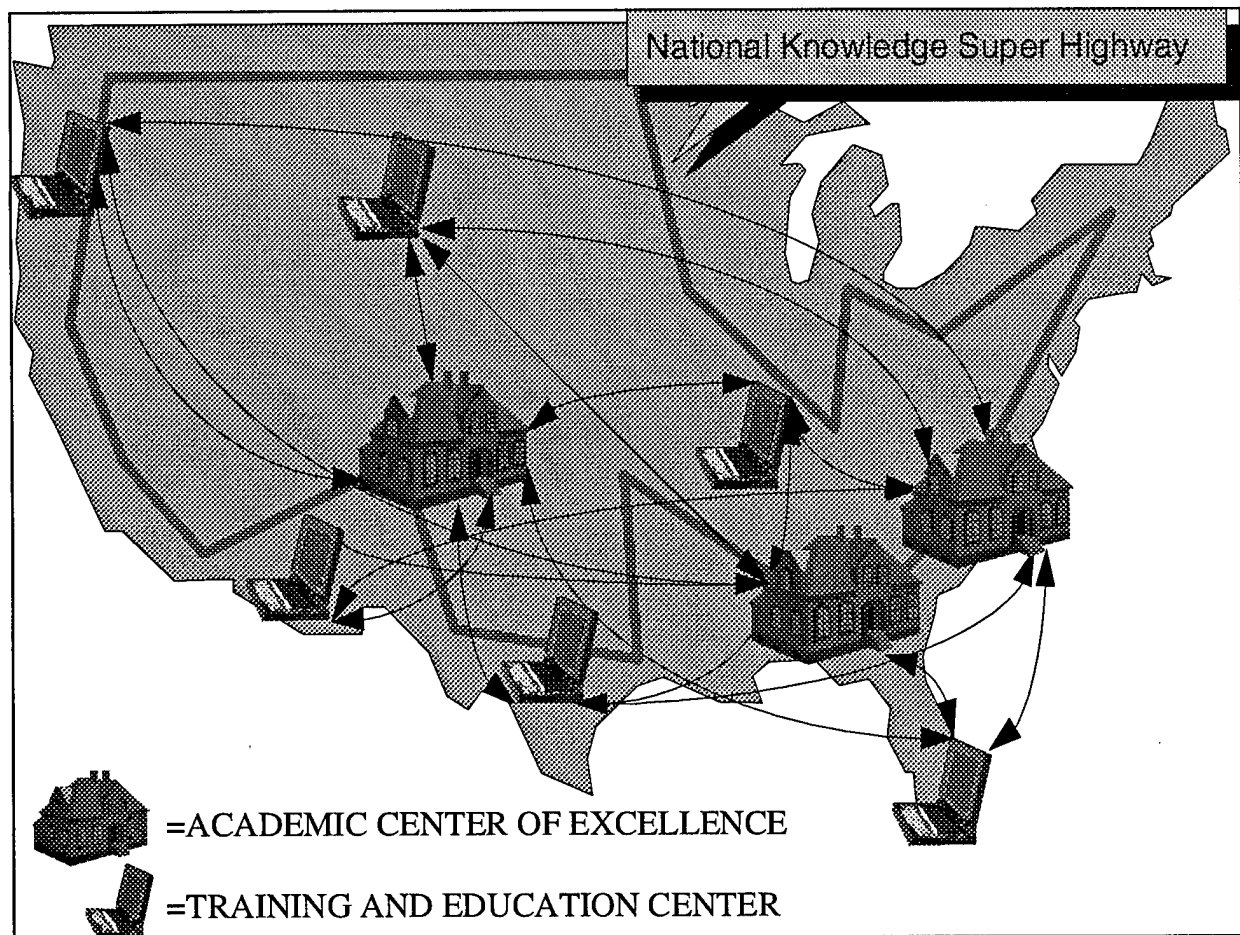 National Knowledge Super Highway
=ACADEMIC CENTER OF EXCELLENCE
=TRAINING AND EDUCATION CENTER